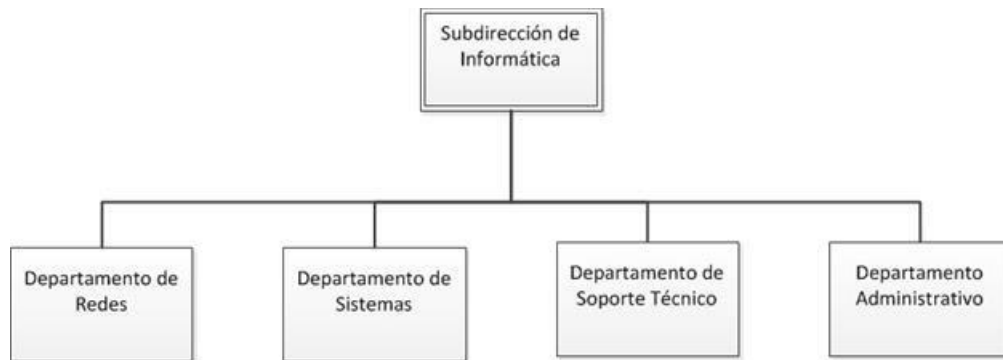 Subdirección de
Informática
Departamento de
Redes
Departamento de
Sistemas
Departamento de
Soporte Técnico
Departamento
Administrativo